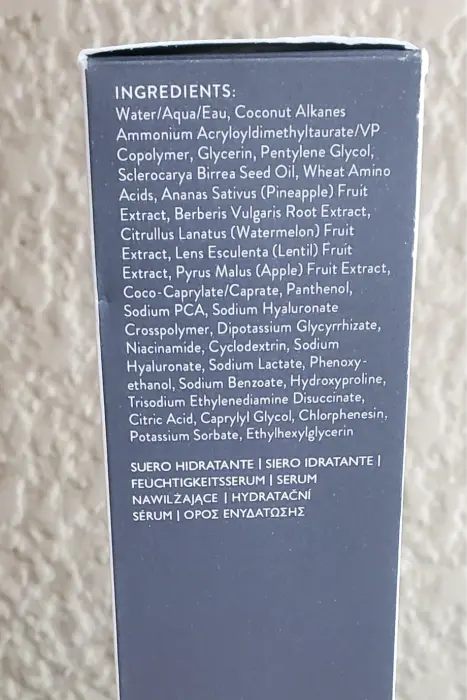 INGREDIENTS:
Water/Aqua/Eau, Coconut Alkanes
Ammonium Acryloyldimethyltaurate/VP
Copolymer, Glycerin, Pentylene Glycol,
Sclerocarya Birrea Seed Oil, Wheat Amino
Acids, Ananas Sativus (Pineapple) Fruit
Extract, Berberis Vulgaris Root Extract,
Citrullus Lanatus (Watermelon) Fruit
Extract, Lens Esculenta (Lentil) Fruit
Extract, Pyrus Malus (Apple) Fruit Extract,
Coco-Caprylate/Caprate, Panthenol,
Sodium PCA, Sodium Hyaluronate
Crosspolymer, Dipotassium Glycyrrhizate,
Niacinamide, Cyclodextrin, Sodium
Hyaluronate, Sodium Lactate, Phenoxy-
ethanol, Sodium Benzoate, Hydroxyproline,
Trisodium Ethylenediamine Disuccinate,
Citric Acid, Caprylyl Glycol, Chlorphenesin,
Potassium Sorbate, Ethylhexylglycerin
SUERO HIDRATANTE | SIERO IDRATANTE |
FEUCHTIGKEITSSERUM | SERUM
NAWILŻAJĄCE | HYDRATAČNÍ
SÉRUM | ΟΡΟΣ ΕΝΥΔΑΤΩΣΗΣ